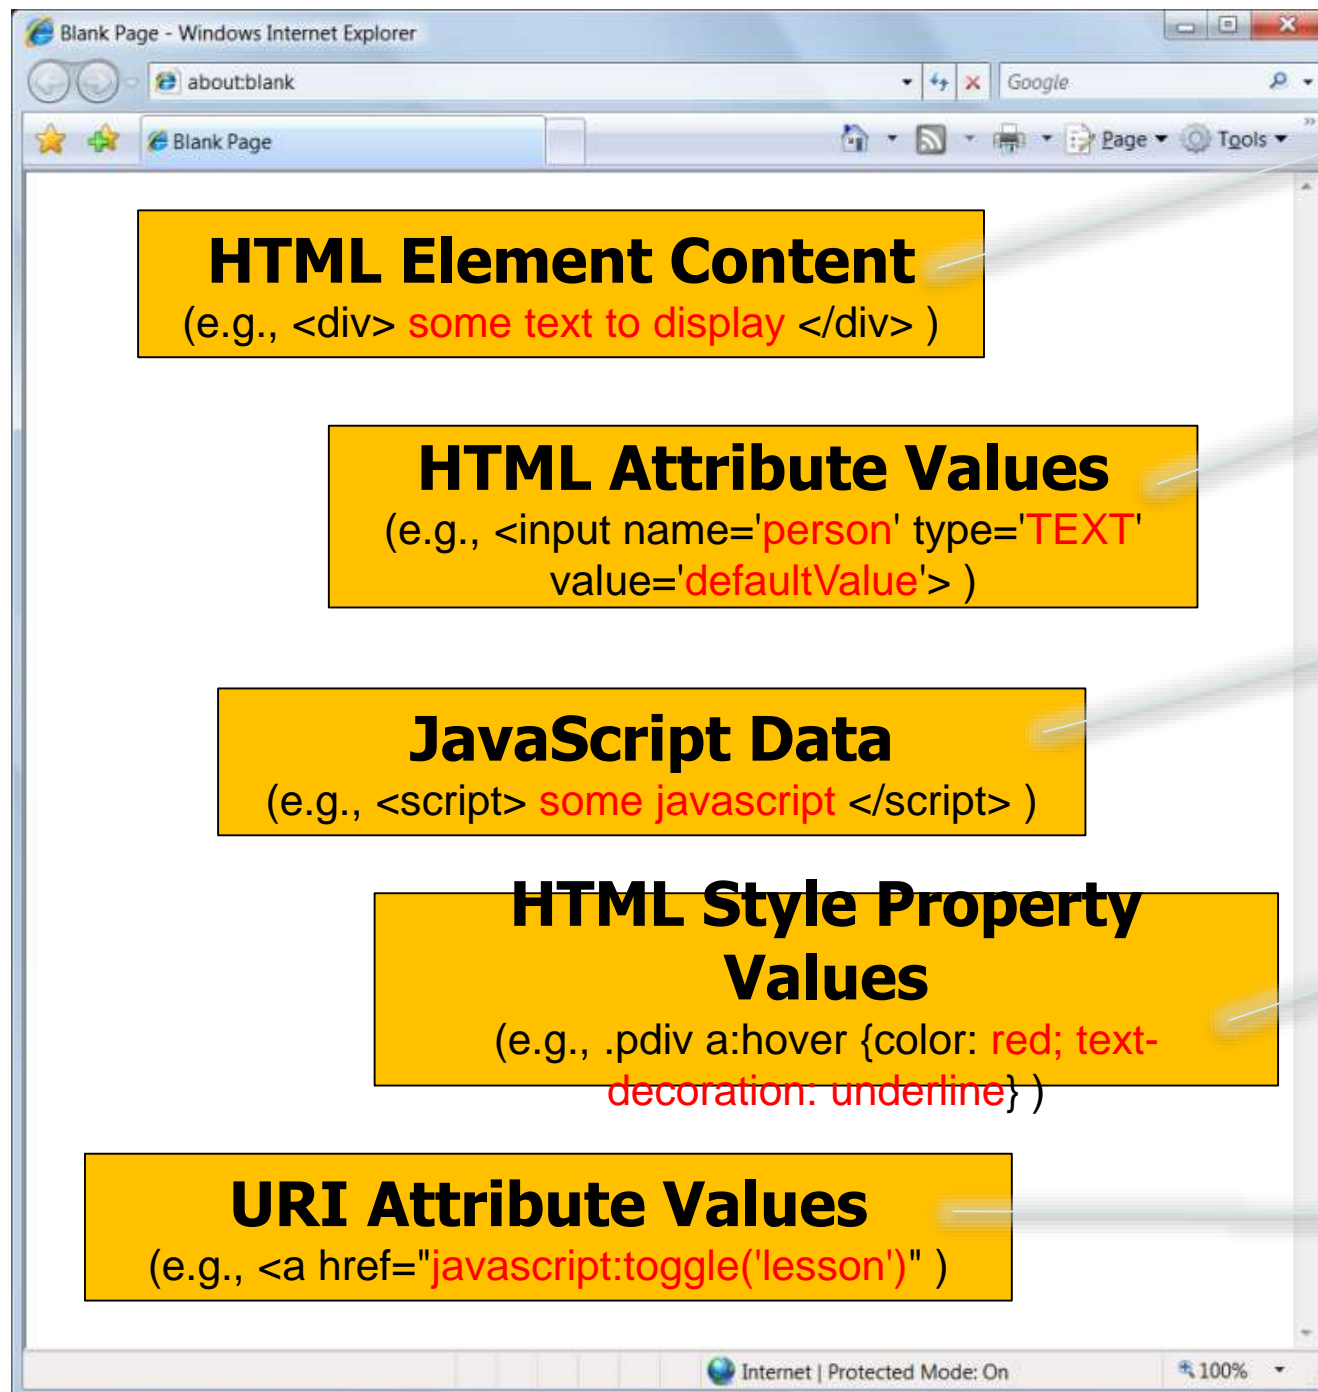 Blank Page - Windows Internet Explorer
about:blank
Google
Blank Page
Page
Tools
HTML Element Content
(e.g., <div> some text to display </div> )
HTML Attribute Values
(e.g., <input name='person' type='TEXT'
value='defaultValue'> )
JavaScript Data
(e.g., <script> some javascript </script> )
HTML Style Property
Values
(e.g., .pdiv a:hover {color: red; text-
decoration: underline} )
URI Attribute Values
(e.g., <a href="javascript:toggle('lesson')" )
Internet | Protected Mode: On
100%